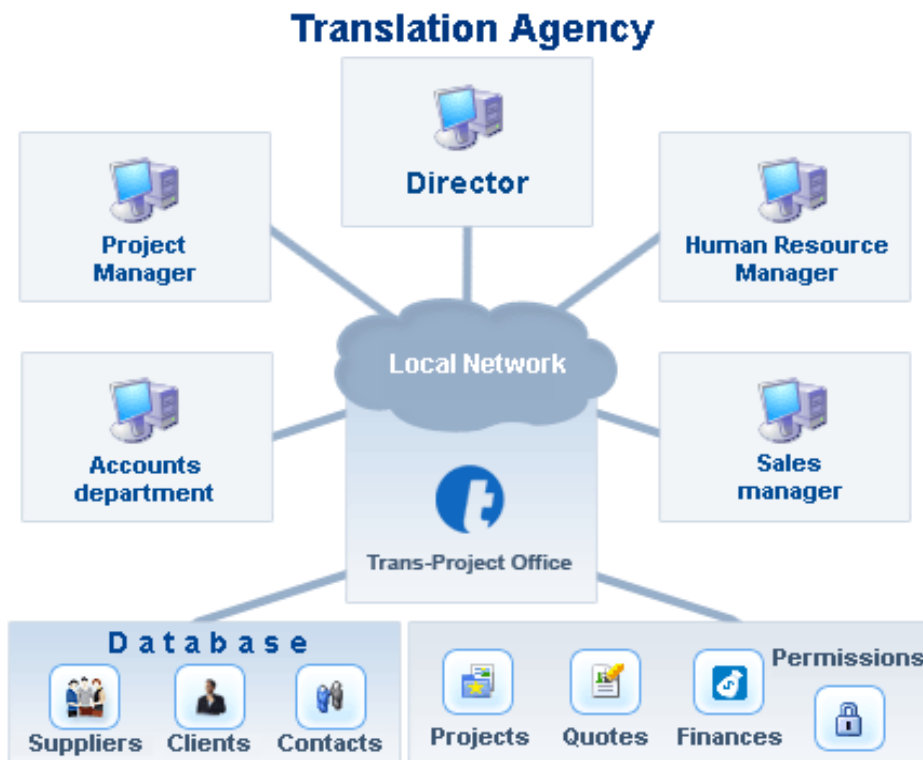 Translation Agency
Director
Project
Manager
Human Resource
Manager
Local Network
Accounts
department
Sales
manager
Trans-Project Office
Database
Suppliers
Clients
Contacts
Permissions
Projects
Quotes
Finances